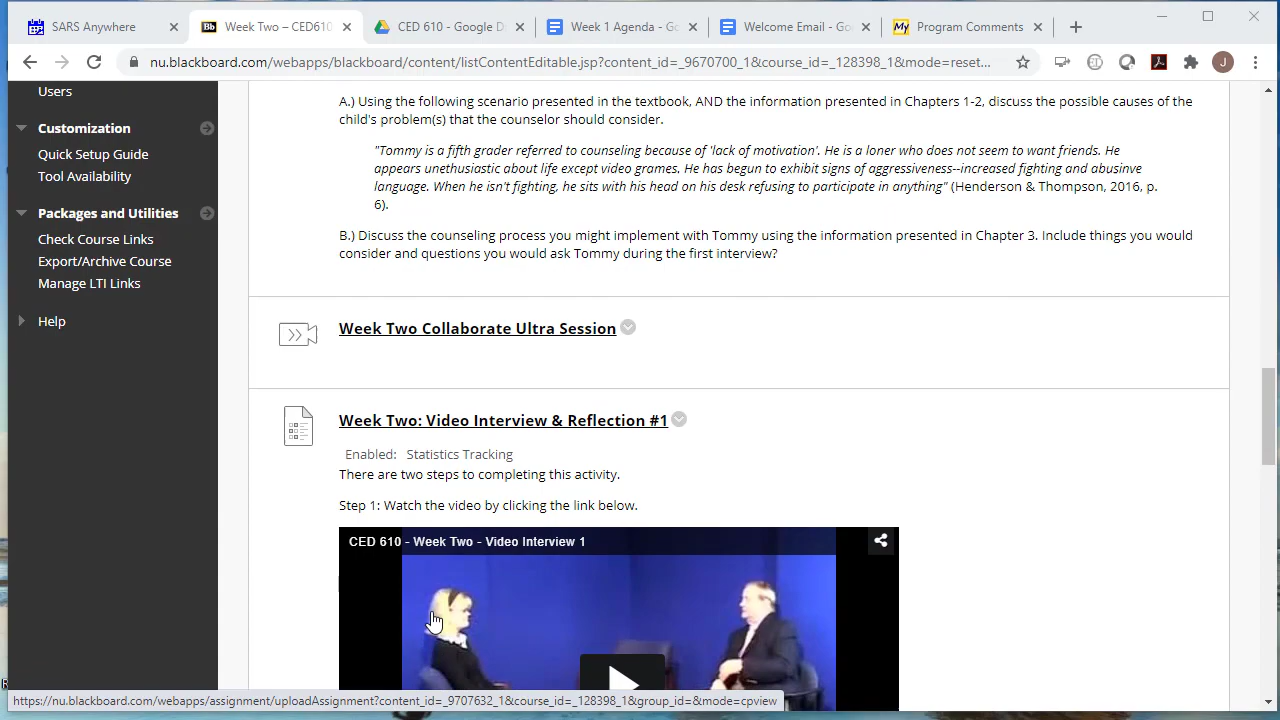 SARS Anywhere
Week Two – CED610
CED 610 - Google D
Week 1 Agenda - Go
Welcome Email - Go
Program Comments
nu.blackboard.com/webapps/blackboard/content/listContentEditable.jsp?content_id=_9670700_1&course_id=_128398_1&mode=reset...
J
Users
Customization
Quick Setup Guide
Tool Availability
Packages and Utilities
Check Course Links
Export/Archive Course
Manage LTI Links
Help
A.) Using the following scenario presented in the textbook, AND the information presented in Chapters 1-2, discuss the possible causes of the
child's problem(s) that the counselor should consider.
"Tommy is a fifth grader referred to counseling because of 'lack of motivation'. He is a loner who does not seem to want friends. He
appears unethusiastic about life except video grames. He has begun to exhibit signs of aggressiveness--increased fighting and abusinve
language. When he isn't fighting, he sits with his head on his desk refusing to participate in anything" (Henderson & Thompson, 2016, p.
6).
B.) Discuss the counseling process you might implement with Tommy using the information presented in Chapter 3. Include things you would
consider and questions you would ask Tommy during the first interview?
Week Two Collaborate Ultra Session
Week Two: Video Interview & Reflection #1
Enabled: Statistics Tracking
There are two steps to completing this activity.
Step 1: Watch the video by clicking the link below.
CED 610 - Week Two - Video Interview 1
https://nu.blackboard.com/webapps/assignment/uploadAssignment?content_id=_9707632_1&course_id=_128398_1&group_id=&mode=cpview